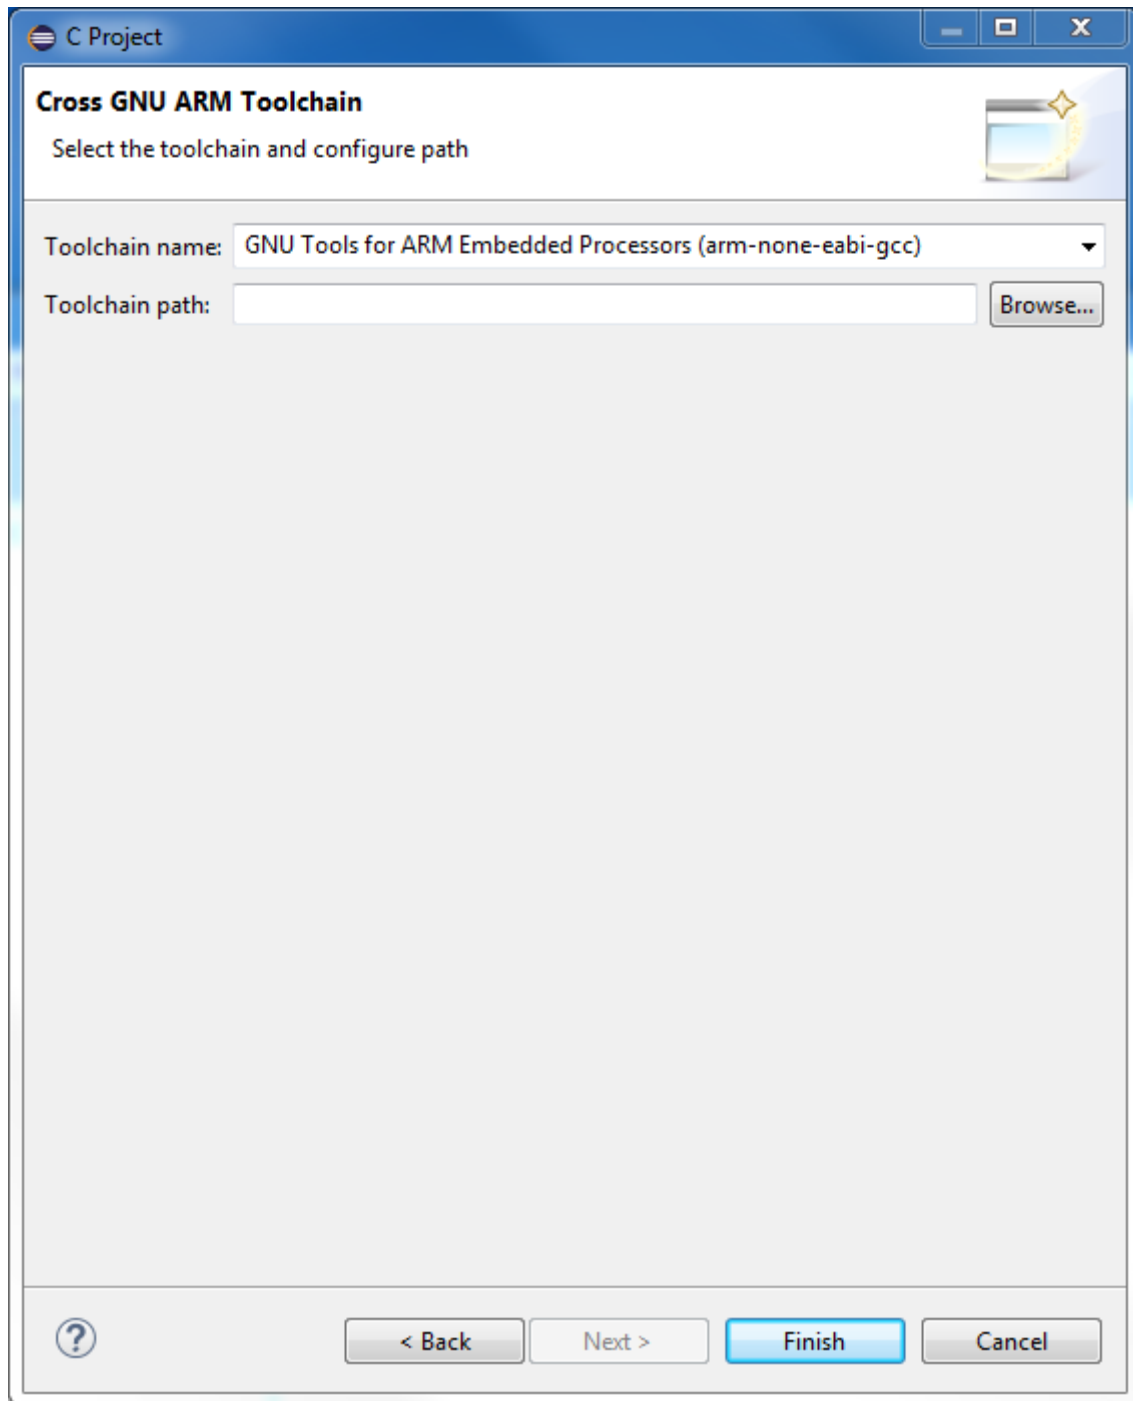 C Project
Cross GNU ARM Toolchain
Select the toolchain and configure path
Toolchain name: GNU Tools for ARM Embedded Processors (arm-none-eabi-gcc)
Toolchain path: Browse...
? < Back Next > Finish Cancel